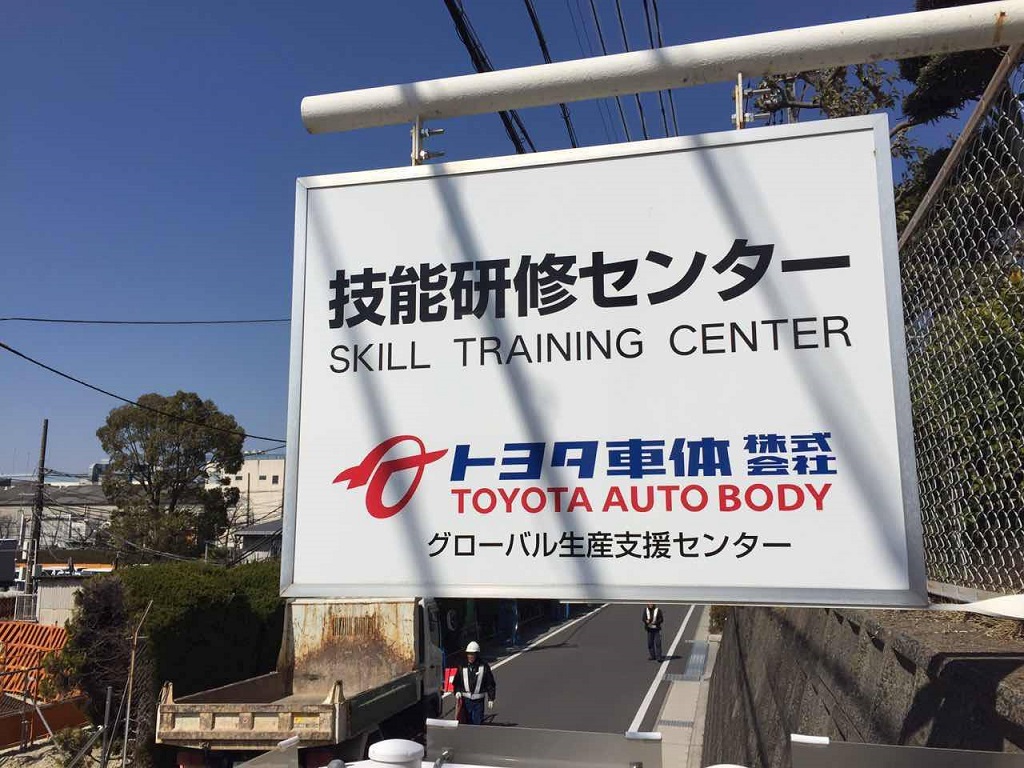 技能研修センター
SKILL TRAINING CENTER
トヨタ車体 株式会社
TOYOTA AUTO BODY
グローバル生産支援センター